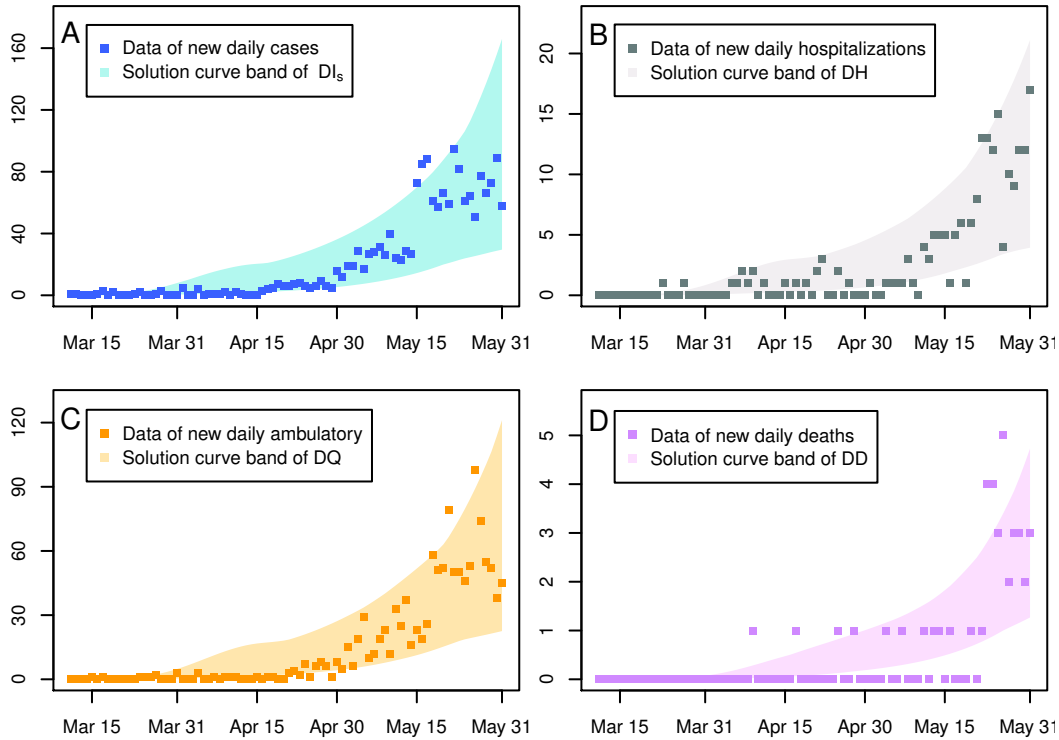 A
Data of new daily cases
Solution curve band of DIs
0 40 80 120 160
Mar 15 Mar 31 Apr 15 Apr 30 May 15 May 31
B
Data of new daily hospitalizations
Solution curve band of DH
0 5 10 15 20
Mar 15 Mar 31 Apr 15 Apr 30 May 15 May 31
C
Data of new daily ambulatory
Solution curve band of DQ
0 30 60 90 120
Mar 15 Mar 31 Apr 15 Apr 30 May 15 May 31
D
Data of new daily deaths
Solution curve band of DD
0 1 2 3 4 5
Mar 15 Mar 31 Apr 15 Apr 30 May 15 May 31